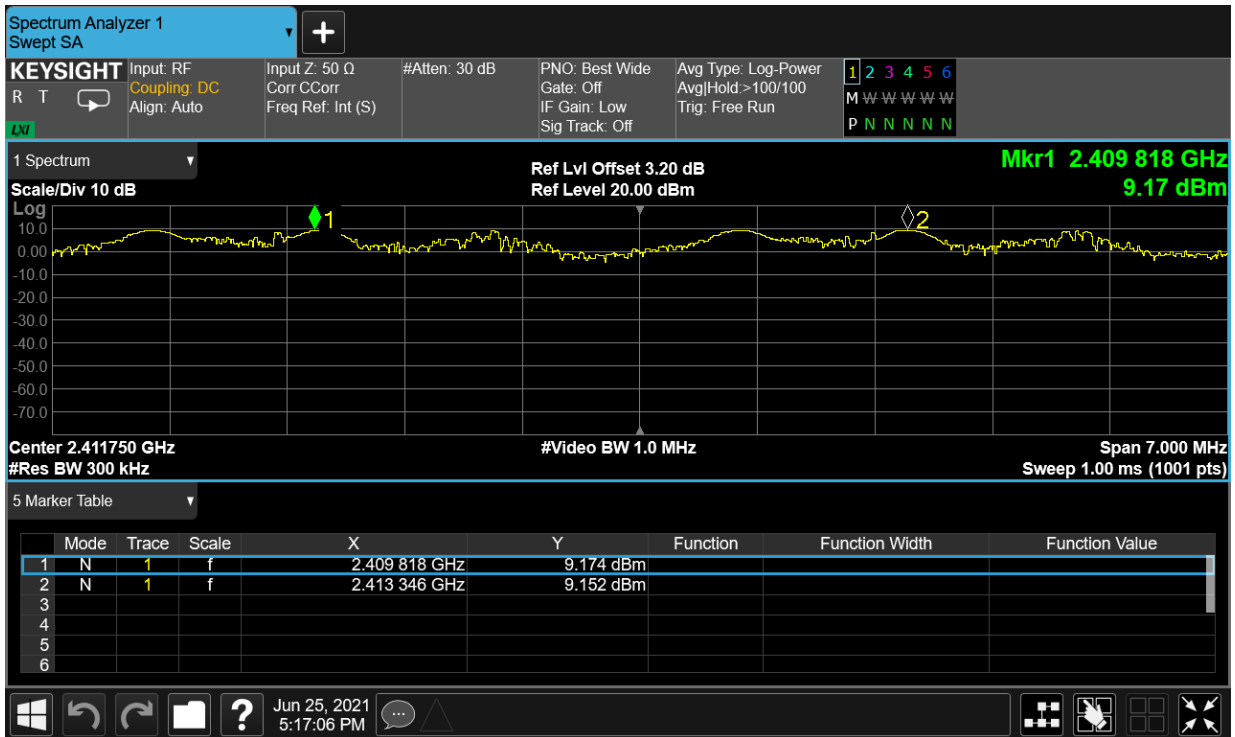 Spectrum Analyzer 1
Swept SA
+
KEYSIGHT
R T
LXI
Input: RF
Coupling: DC
Align: Auto
Input Z: 50 Ω
Corr CCorr
Freq Ref: Int (S)
#Atten: 30 dB
PNO: Best Wide
Gate: Off
IF Gain: Low
Sig Track: Off
Avg Type: Log-Power
Avg|Hold:>100/100
Trig: Free Run
1 2 3 4 5 6
M W W W W W
P N N N N N
1 Spectrum
Scale/Div 10 dB
Ref Lvl Offset 3.20 dB
Ref Level 20.00 dBm
Mkr1 2.409 818 GHz
9.17 dBm
Log
1
2
10.0
0.00
-10.0
-20.0
-30.0
-40.0
-50.0
-60.0
-70.0
Center 2.411750 GHz
#Video BW 1.0 MHz
Span 7.000 MHz
#Res BW 300 kHz
Sweep 1.00 ms (1001 pts)
5 Marker Table
Mode Trace Scale X Y Function Function Width Function Value
1 N 1 f 2.409 818 GHz 9.174 dBm
2 N 1 f 2.413 346 GHz 9.152 dBm
3
4
5
6
?
Jun 25, 2021
5:17:06 PM